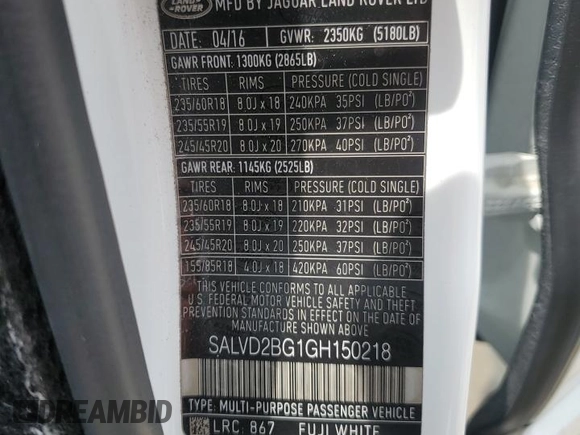 LAND ROVER
MFD BY JAGUAR LAND ROVER LTD
DATE: 04/16 GVWR: 2350KG (5180LB)
GAWR FRONT: 1300KG (2865LB)
TIRES RIMS PRESSURE (COLD SINGLE)
235/60R18 8.0J x 18 240KPA 35PSI (LB/PO²)
235/55R19 8.0J x 19 250KPA 37PSI (LB/PO²)
245/45R20 8.0J x 20 270KPA 40PSI (LB/PO²)
GAWR REAR: 1145KG (2525LB)
TIRES RIMS PRESSURE (COLD SINGLE)
235/60R18 8.0J x 18 210KPA 31PSI (LB/PO²)
235/55R19 8.0J x 19 220KPA 32PSI (LB/PO²)
245/45R20 8.0J x 20 250KPA 37PSI (LB/PO²)
155/85R18 4.0J x 18 420KPA 60PSI (LB/PO²)
THIS VEHICLE CONFORMS TO ALL APPLICABLE
U.S. FEDERAL MOTOR VEHICLE SAFETY AND THEFT
PREVENTION STANDARDS IN EFFECT ON THE
DATE OF MANUFACTURE SHOWN ABOVE.
SALVD2BG1GH150218
TYPE: MULTI-PURPOSE PASSENGER VEHICLE
LRC 867 FUJI WHITE
RideSafely.com